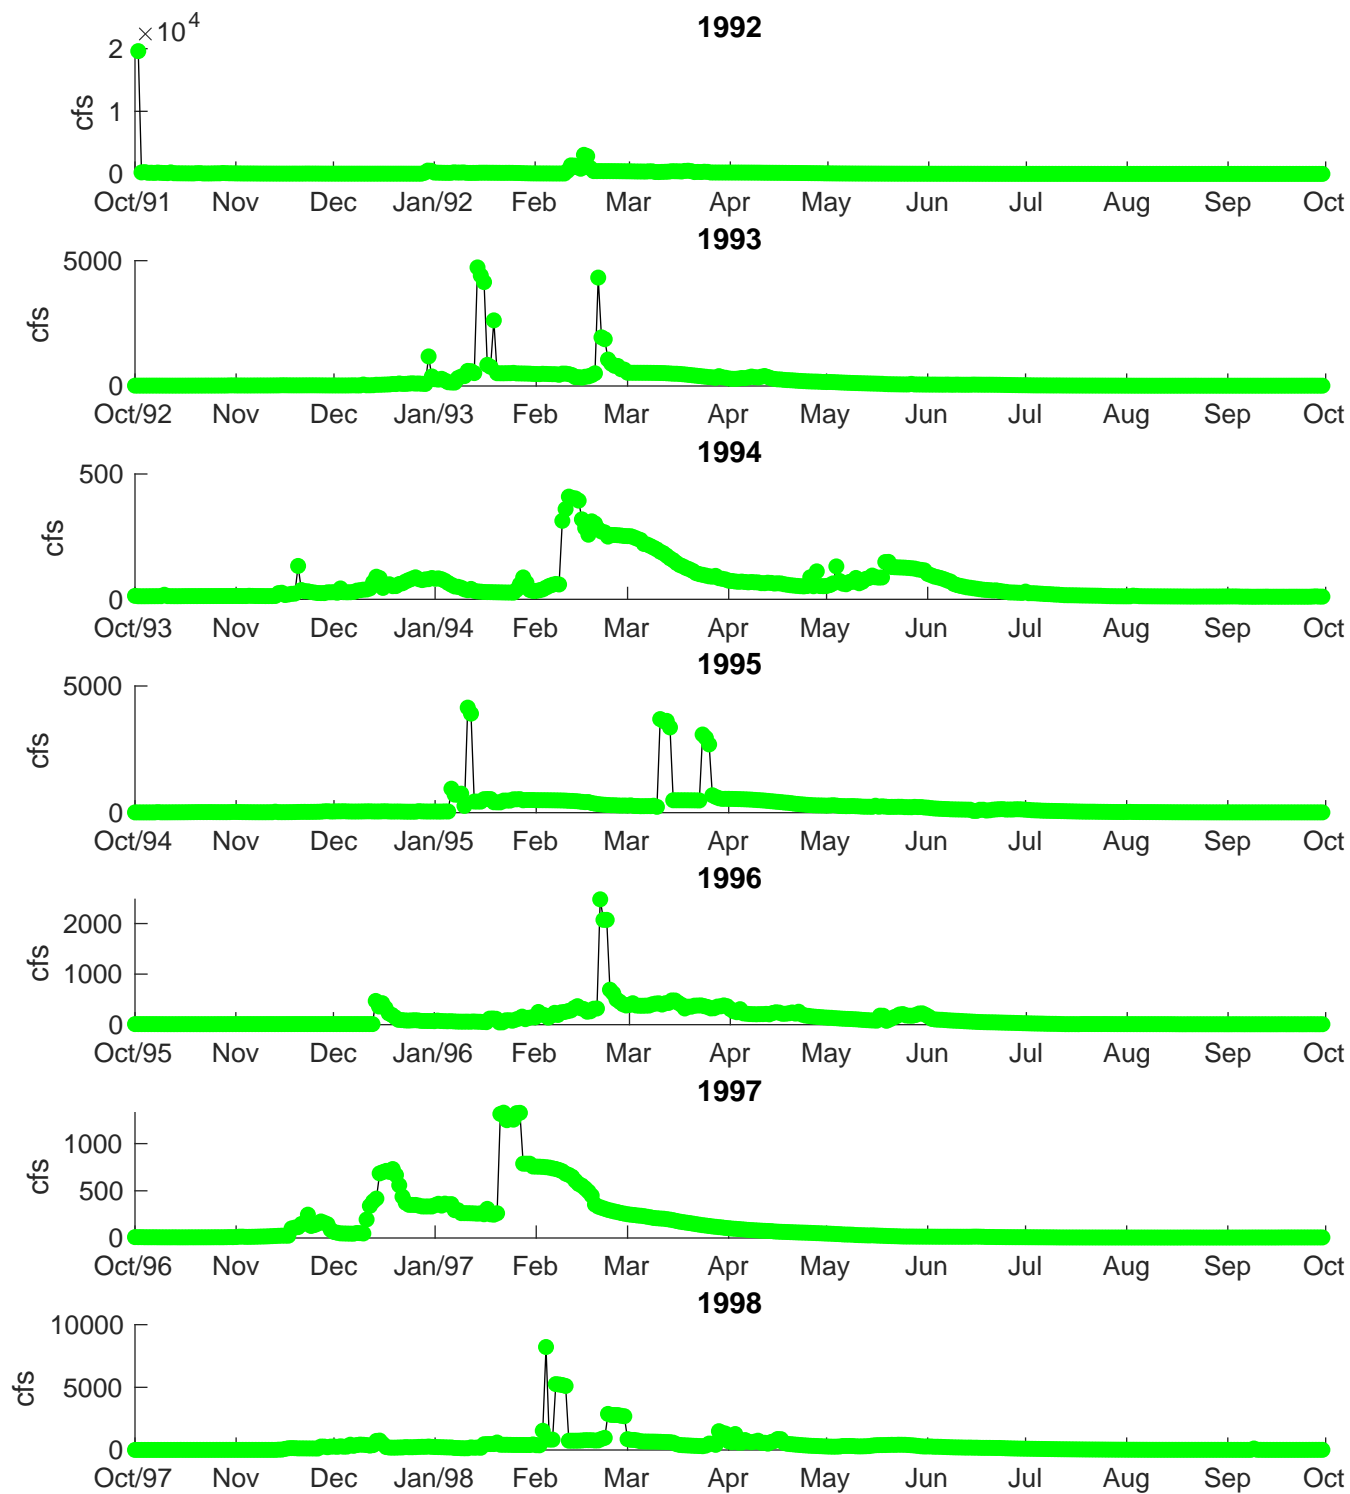 ×10⁴
1992
2
1
0
cfs
Oct/91 Nov Dec Jan/92 Feb Mar Apr May Jun Jul Aug Sep Oct
1993
5000
0
cfs
Oct/92 Nov Dec Jan/93 Feb Mar Apr May Jun Jul Aug Sep Oct
1994
500
0
cfs
Oct/93 Nov Dec Jan/94 Feb Mar Apr May Jun Jul Aug Sep Oct
1995
5000
0
cfs
Oct/94 Nov Dec Jan/95 Feb Mar Apr May Jun Jul Aug Sep Oct
1996
2000
1000
0
cfs
Oct/95 Nov Dec Jan/96 Feb Mar Apr May Jun Jul Aug Sep Oct
1997
1000
500
0
cfs
Oct/96 Nov Dec Jan/97 Feb Mar Apr May Jun Jul Aug Sep Oct
1998
10000
5000
0
cfs
Oct/97 Nov Dec Jan/98 Feb Mar Apr May Jun Jul Aug Sep Oct